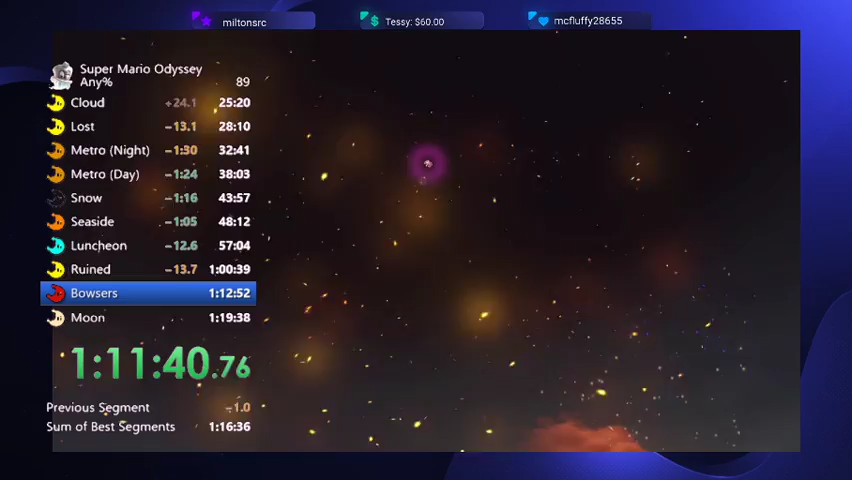 miltonsrc
Tessy: $60.00
mcfluffy28655
Super Mario Odyssey
Any% 89
Cloud +24.1 25:20
Lost -13.1 28:10
Metro (Night) -1:30 32:41
Metro (Day) -1:24 38:03
Snow -1:16 43:57
Seaside -1:05 48:12
Luncheon -12.6 57:04
Ruined -13.7 1:00:39
Bowsers 1:12:52
Moon 1:19:38
1:11:40.76
Previous Segment -1.0
Sum of Best Segments 1:16:36